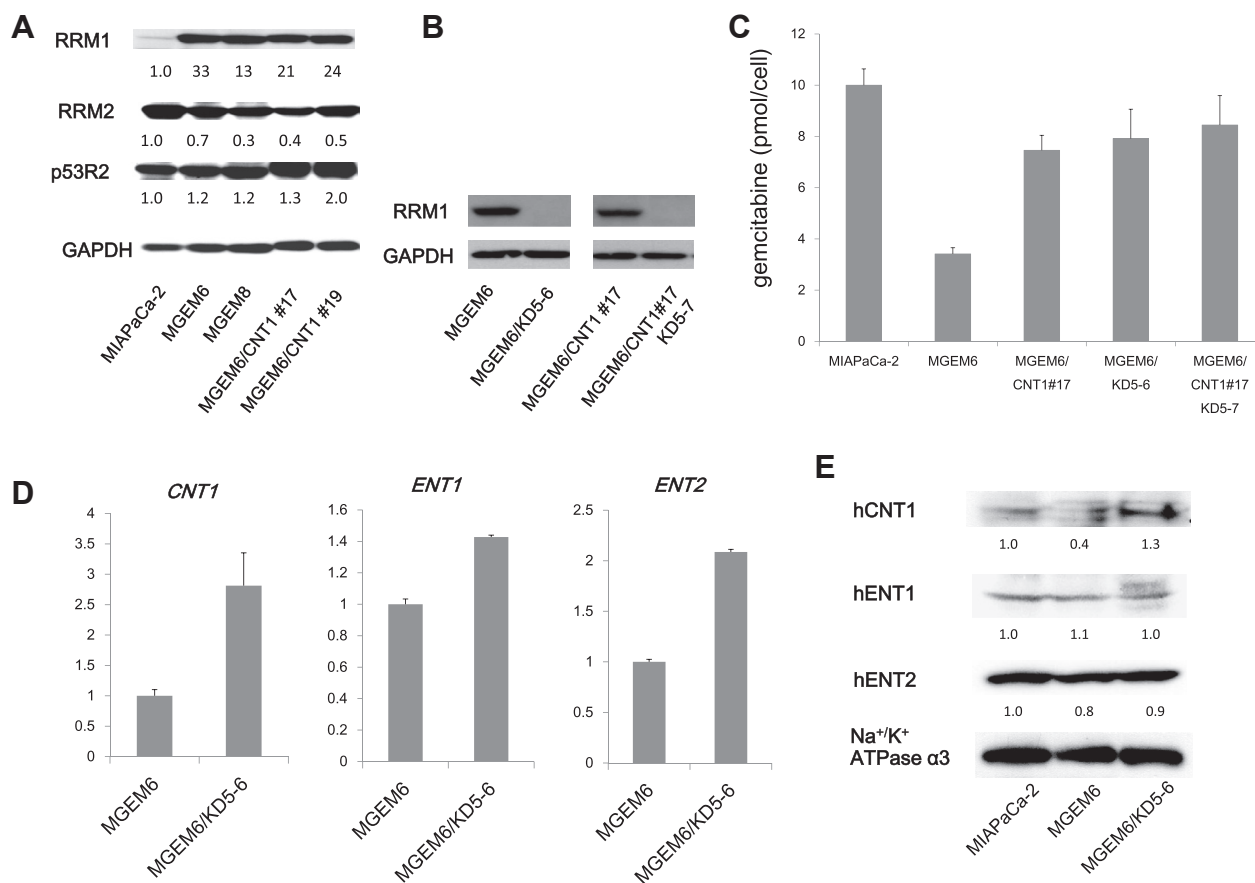 A
RRM1
1.0 33 13 21 24
RRM2
1.0 0.7 0.3 0.4 0.5
p53R2
1.0 1.2 1.2 1.3 2.0
GAPDH
MIAPaCa-2
MGEM6
MGEM8
MGEM6/CNT1 #17
MGEM6/CNT1 #19
B
RRM1
GAPDH
MGEM6
MGEM6/KD5-6
MGEM6/CNT1 #17
MGEM6/CNT1#17
KD5-7
C
gemcitabine (pmol/cell)
12
10
8
6
4
2
0
MIAPaCa-2
MGEM6
MGEM6/
CNT1#17
MGEM6/
KD5-6
MGEM6/
CNT1#17
KD5-7
D
CNT1
4
3.5
3
2.5
2
1.5
1
0.5
0
MGEM6
MGEM6/KD5-6
ENT1
1.6
1.4
1.2
1
0.8
0.6
0.4
0.2
0
MGEM6
MGEM6/KD5-6
ENT2
2.5
2
1.5
1
0.5
0
MGEM6
MGEM6/KD5-6
E
hCNT1
1.0 0.4 1.3
hENT1
1.0 1.1 1.0
hENT2
1.0 0.8 0.9
Na+/K+
ATPase α3
MIAPaCa-2
MGEM6
MGEM6/KD5-6